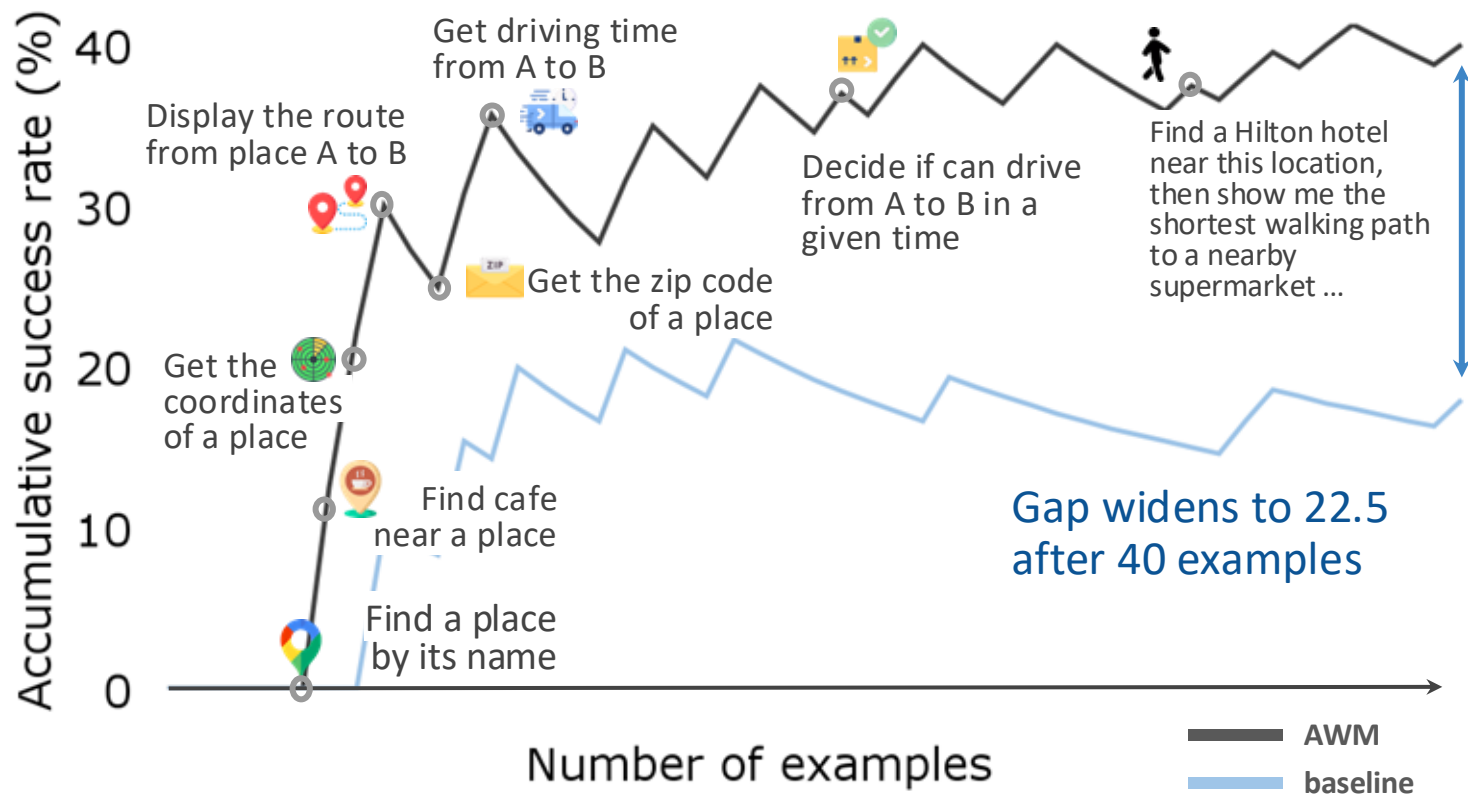 Accumulative success rate (%)
40
30
20
10
0
Get driving time
from A to B
Display the route
from place A to B
ZIP
Get the zip code
of a place
Get the
coordinates
of a place
Find cafe
near a place
Find a place
by its name
Decide if can drive
from A to B in a
given time
Find a Hilton hotel
near this location,
then show me the
shortest walking path
to a nearby
supermarket ...
Gap widens to 22.5
after 40 examples
Number of examples
AWM
baseline